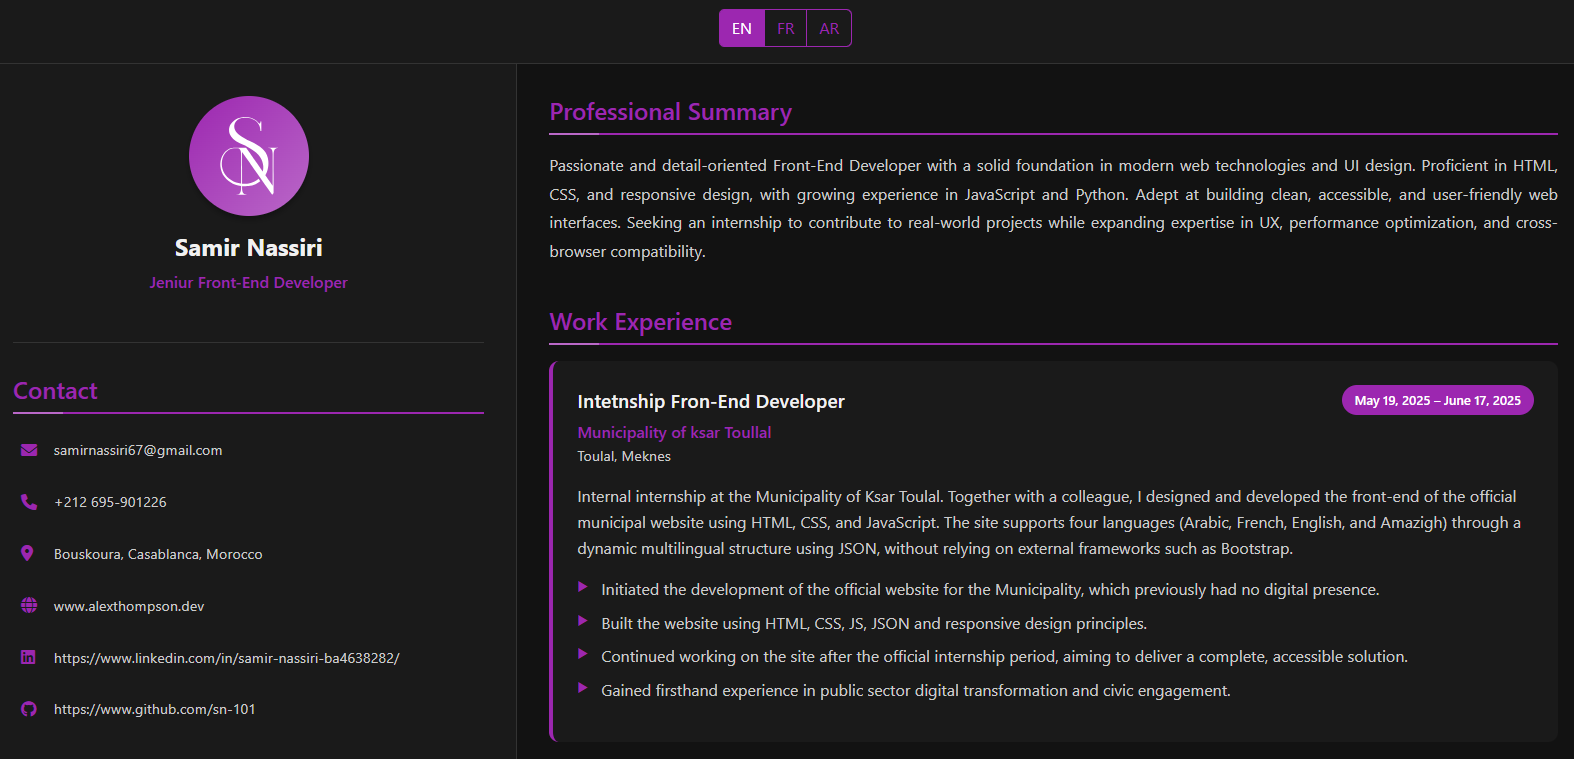 EN FR AR
SN
Samir Nassiri
Jeniur Front-End Developer
Contact
samirnassiri67@gmail.com
+212 695-901226
Bouskoura, Casablanca, Morocco
www.alexthompson.dev
https://www.linkedin.com/in/samir-nassiri-ba4638282/
https://www.github.com/sn-101
Professional Summary
Passionate and detail-oriented Front-End Developer with a solid foundation in modern web technologies and UI design. Proficient in HTML,
CSS, and responsive design, with growing experience in JavaScript and Python. Adept at building clean, accessible, and user-friendly web
interfaces. Seeking an internship to contribute to real-world projects while expanding expertise in UX, performance optimization, and cross-
browser compatibility.
Work Experience
Intetnship Fron-End Developer
May 19, 2025 – June 17, 2025
Municipality of ksar Toullal
Toulal, Meknes
Internal internship at the Municipality of Ksar Toulal. Together with a colleague, I designed and developed the front-end of the official
municipal website using HTML, CSS, and JavaScript. The site supports four languages (Arabic, French, English, and Amazigh) through a
dynamic multilingual structure using JSON, without relying on external frameworks such as Bootstrap.
Initiated the development of the official website for the Municipality, which previously had no digital presence.
Built the website using HTML, CSS, JS, JSON and responsive design principles.
Continued working on the site after the official internship period, aiming to deliver a complete, accessible solution.
Gained firsthand experience in public sector digital transformation and civic engagement.